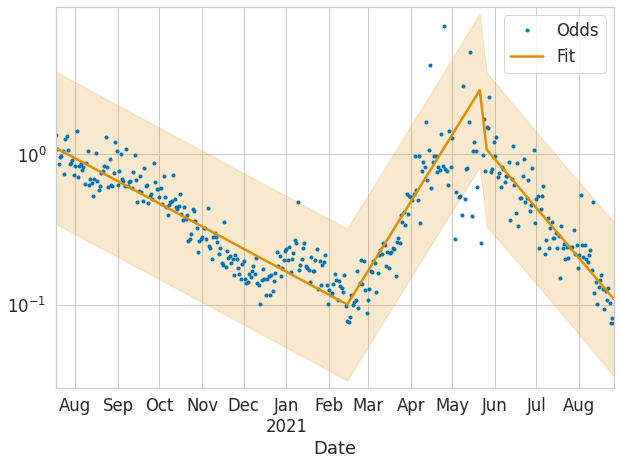 Odds
Fit
10⁰
10⁻¹
Aug Sep Oct Nov Dec Jan Feb Mar Apr May Jun Jul Aug
2021
Date